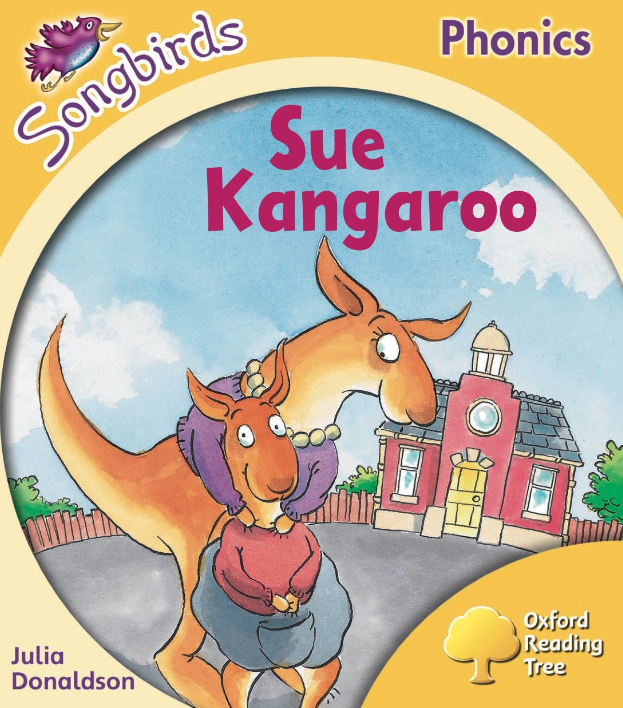 Songbirds
Phonics
Sue
Kangaroo
Julia
Donaldson
Oxford
Reading
Tree